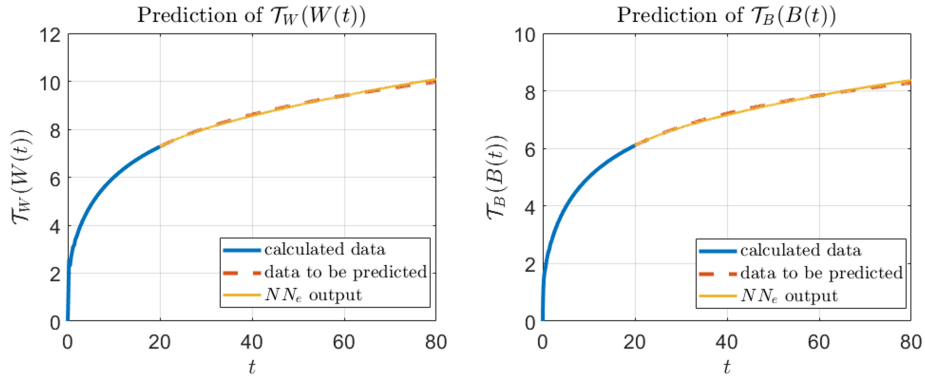 Prediction of 𝒯_W(W(t))
12
10
8
6
4
2
0
0 20 40 60 80
t
𝒯_W(W(t))
calculated data
data to be predicted
NN_e output
Prediction of 𝒯_B(B(t))
10
8
6
4
2
0
0 20 40 60 80
t
𝒯_B(B(t))
calculated data
data to be predicted
NN_e output